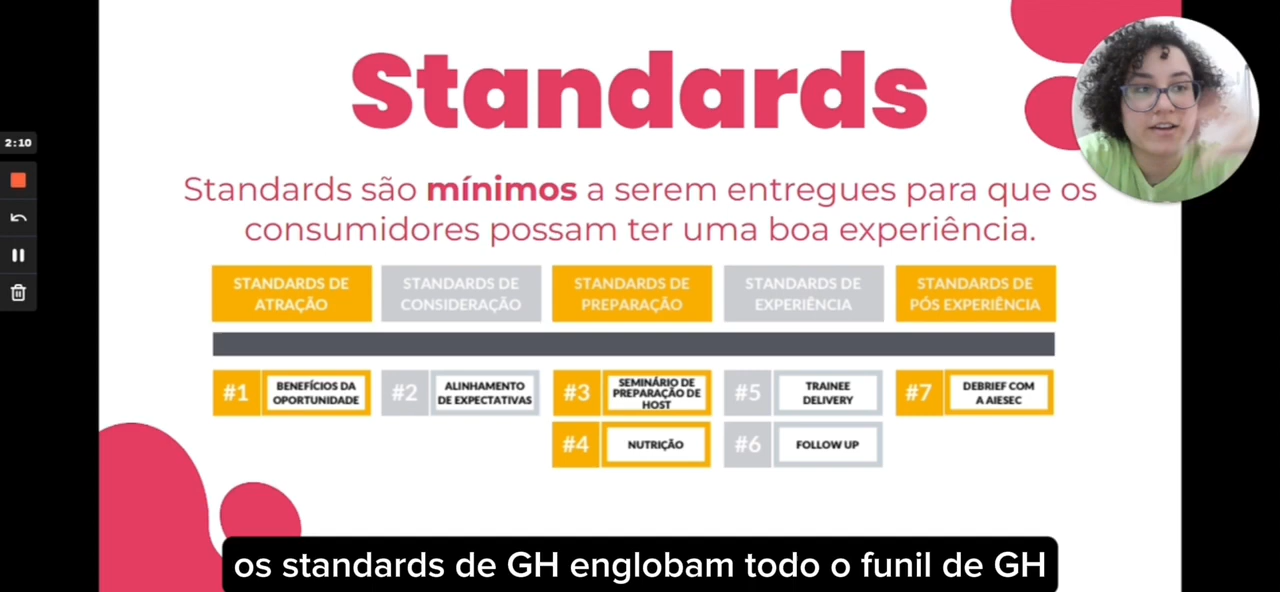 Standards
2:10
Standards são mínimos a serem entregues para que os
consumidores possam ter uma boa experiência.
STANDARDS DE
ATRAÇÃO
STANDARDS DE
CONSIDERAÇÃO
STANDARDS DE
PREPARAÇÃO
STANDARDS DE
EXPERIÊNCIA
STANDARDS DE
PÓS EXPERIÊNCIA
#1
BENEFÍCIOS DA
OPORTUNIDADE
#2
ALINHAMENTO
DE EXPECTATIVAS
#3
SEMINÁRIO DE
PREPARAÇÃO DE
HOST
#5
TRAINEE
DELIVERY
#7
DEBRIEF COM
A AIESEC
#4
NUTRIÇÃO
#6
FOLLOW UP
os standards de GH englobam todo o funil de GH